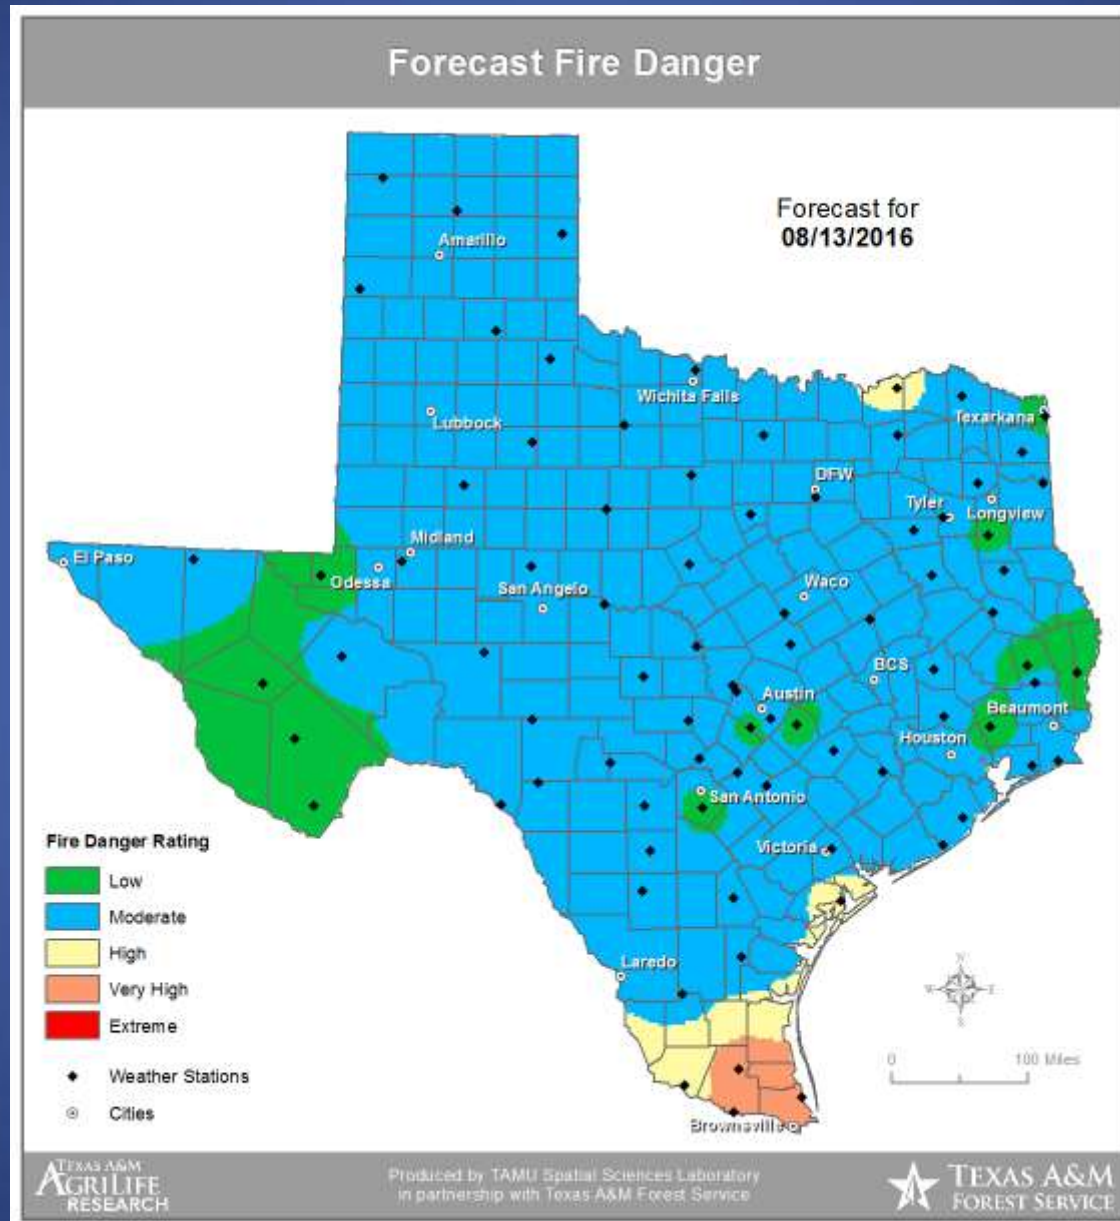 Forecast Fire Danger
Forecast for
08/13/2016
Amarillo
Wichita Falls
Lubbock
Texarkana
DFW
Tyler
Longview
El Paso
Midland
Odessa
San Angelo
Waco
BCS
Austin
Beaumont
Houston
San Antonio
Victoria
Laredo
Brownsville
Fire Danger Rating
Low
Moderate
High
Very High
Extreme
Weather Stations
Cities
N
W E
S
0 100 Miles
TEXAS A&M
AGRILIFE
RESEARCH
Produced by TAMU Spatial Sciences Laboratory
in partnership with Texas A&M Forest Service
TEXAS A&M
FOREST SERVICE